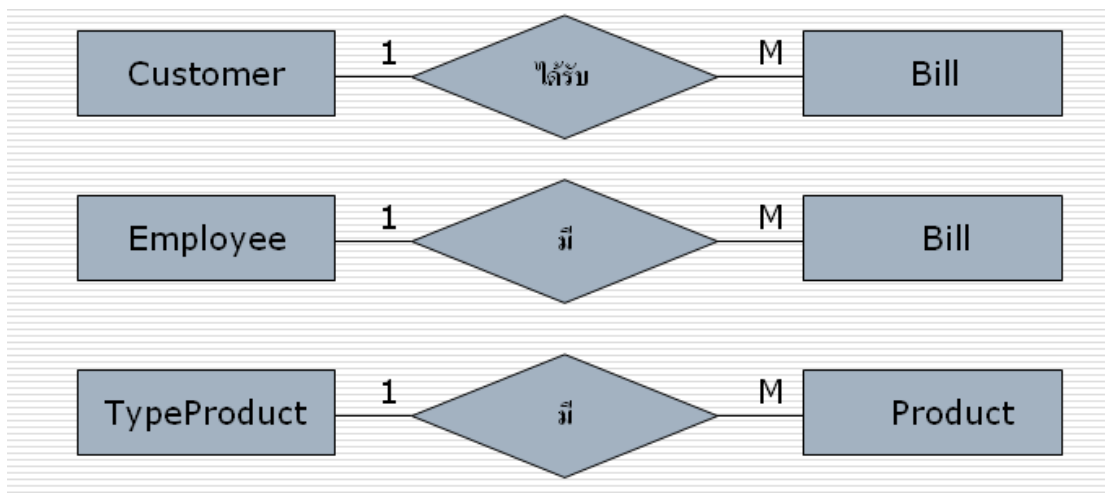 Customer 1 ได้รับ M Bill
Employee 1 มี M Bill
TypeProduct 1 มี M Product